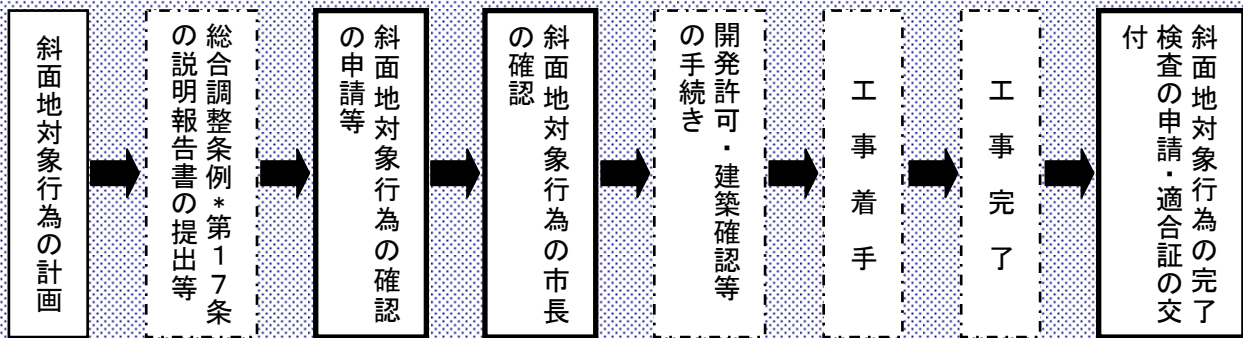 斜面地対象行為の計画
総合調整条例*第17条
の説明報告書の提出等
斜面地対象行為の確認
の申請等
斜面地対象行為の市長
の確認
開発許可・建築確認等
の手続き
工事着手
工事完了
斜面地対象行為の完了
検査の申請・適合証の交
付